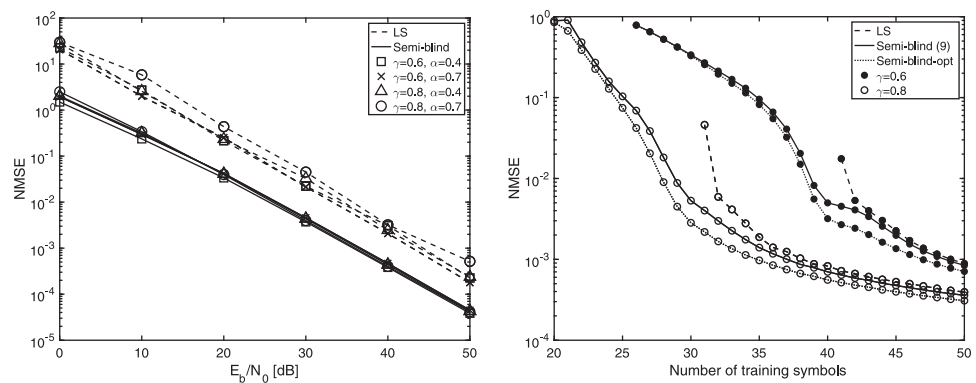 10^2
10^1
10^0
10^-1
10^-2
10^-3
10^-4
10^-5
NMSE
0
10
20
30
40
50
E_b/N_0 [dB]
LS
Semi-blind
γ=0.6, α=0.4
γ=0.6, α=0.7
γ=0.8, α=0.4
γ=0.8, α=0.7
10^0
10^-1
10^-2
10^-3
10^-4
NMSE
20
25
30
35
40
45
50
Number of training symbols
LS
Semi-blind (9)
Semi-blind-opt
γ=0.6
γ=0.8